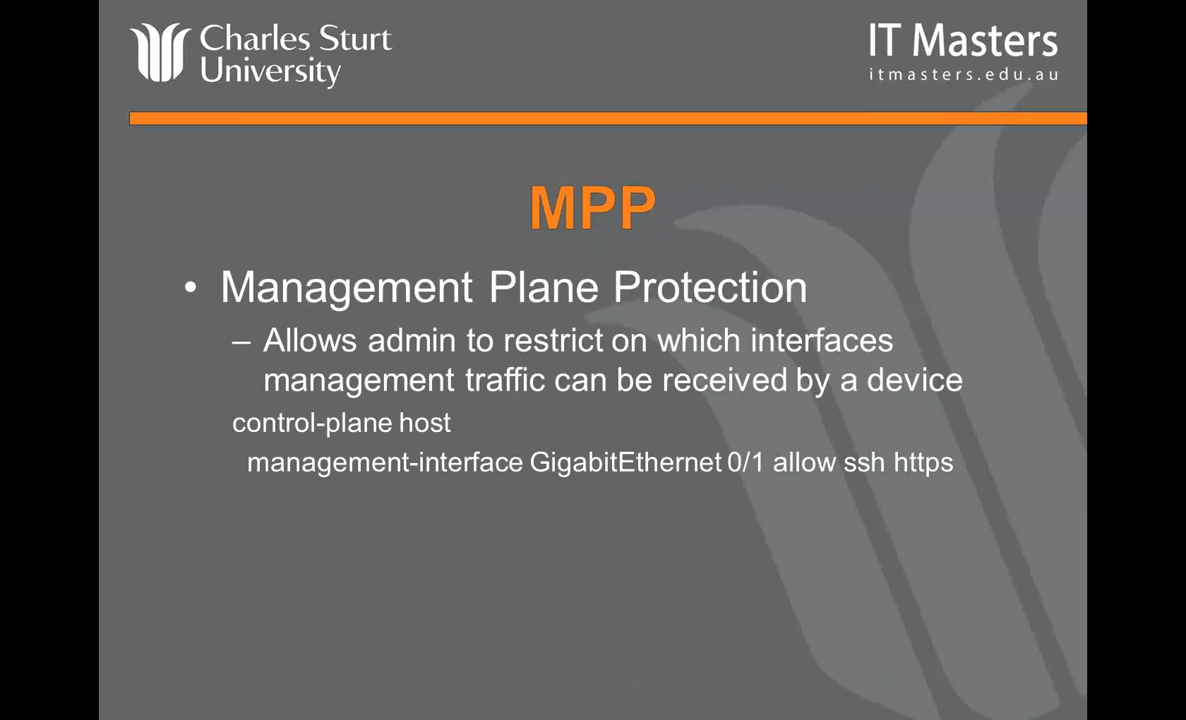 Charles Sturt
University
IT Masters
itmasters.edu.au
MPP
• Management Plane Protection
– Allows admin to restrict on which interfaces
management traffic can be received by a device
control-plane host
management-interface GigabitEthernet 0/1 allow ssh https